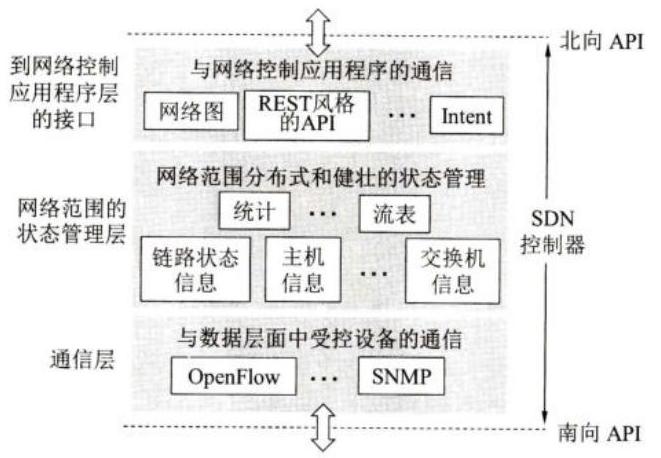 北向 API
到网络控制
应用程序层
的接口
与网络控制应用程序的通信
网络图
REST风格
的API
...
Intent
网络范围的
状态管理层
网络范围分布式和健壮的状态管理
统计
...
流表
链路状态
信息
主机
信息
...
交换机
信息
SDN
控制器
通信层
与数据层面中受控设备的通信
OpenFlow
...
SNMP
南向 API